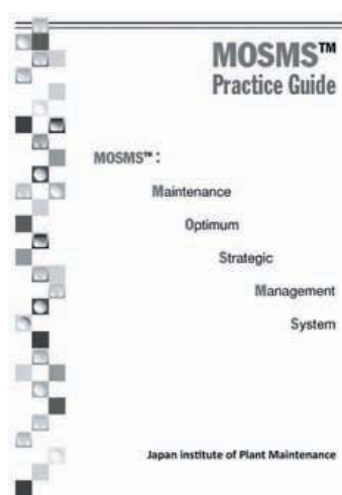 MOSMS™
Practice Guide
MOSMS™ :
Maintenance
Optimum
Strategic
Management
System
Japan institute of Plant Maintenance